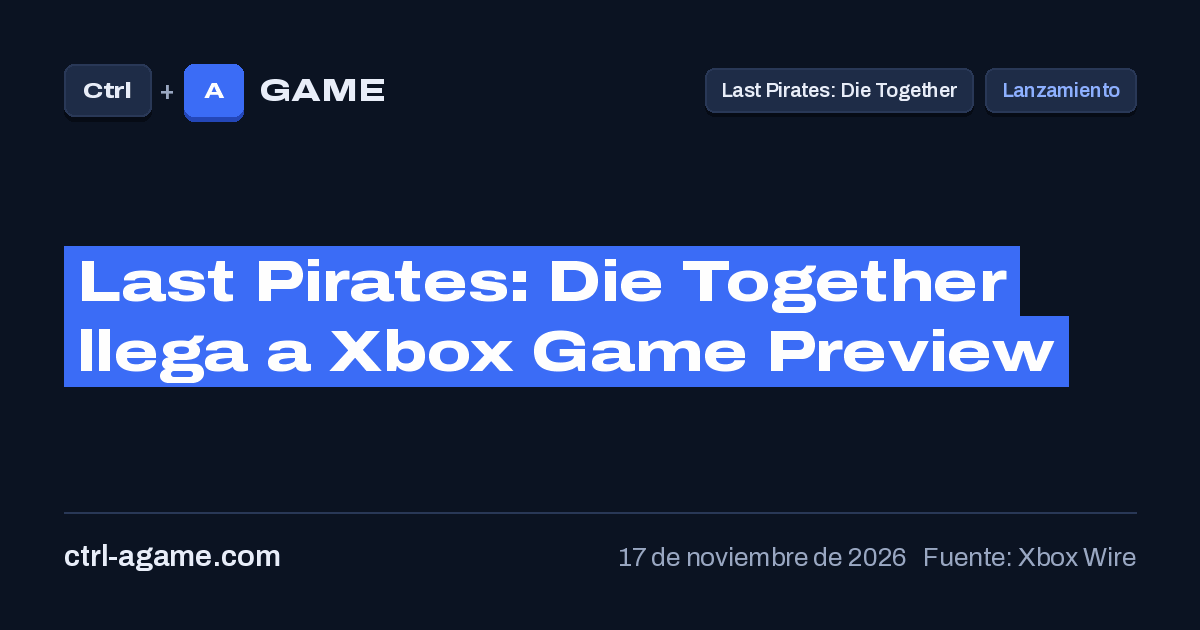 Ctrl + A GAME
Last Pirates: Die Together
Lanzamiento
Last Pirates: Die Together
llega a Xbox Game Preview
ctrl-agame.com
17 de noviembre de 2026 Fuente: Xbox Wire